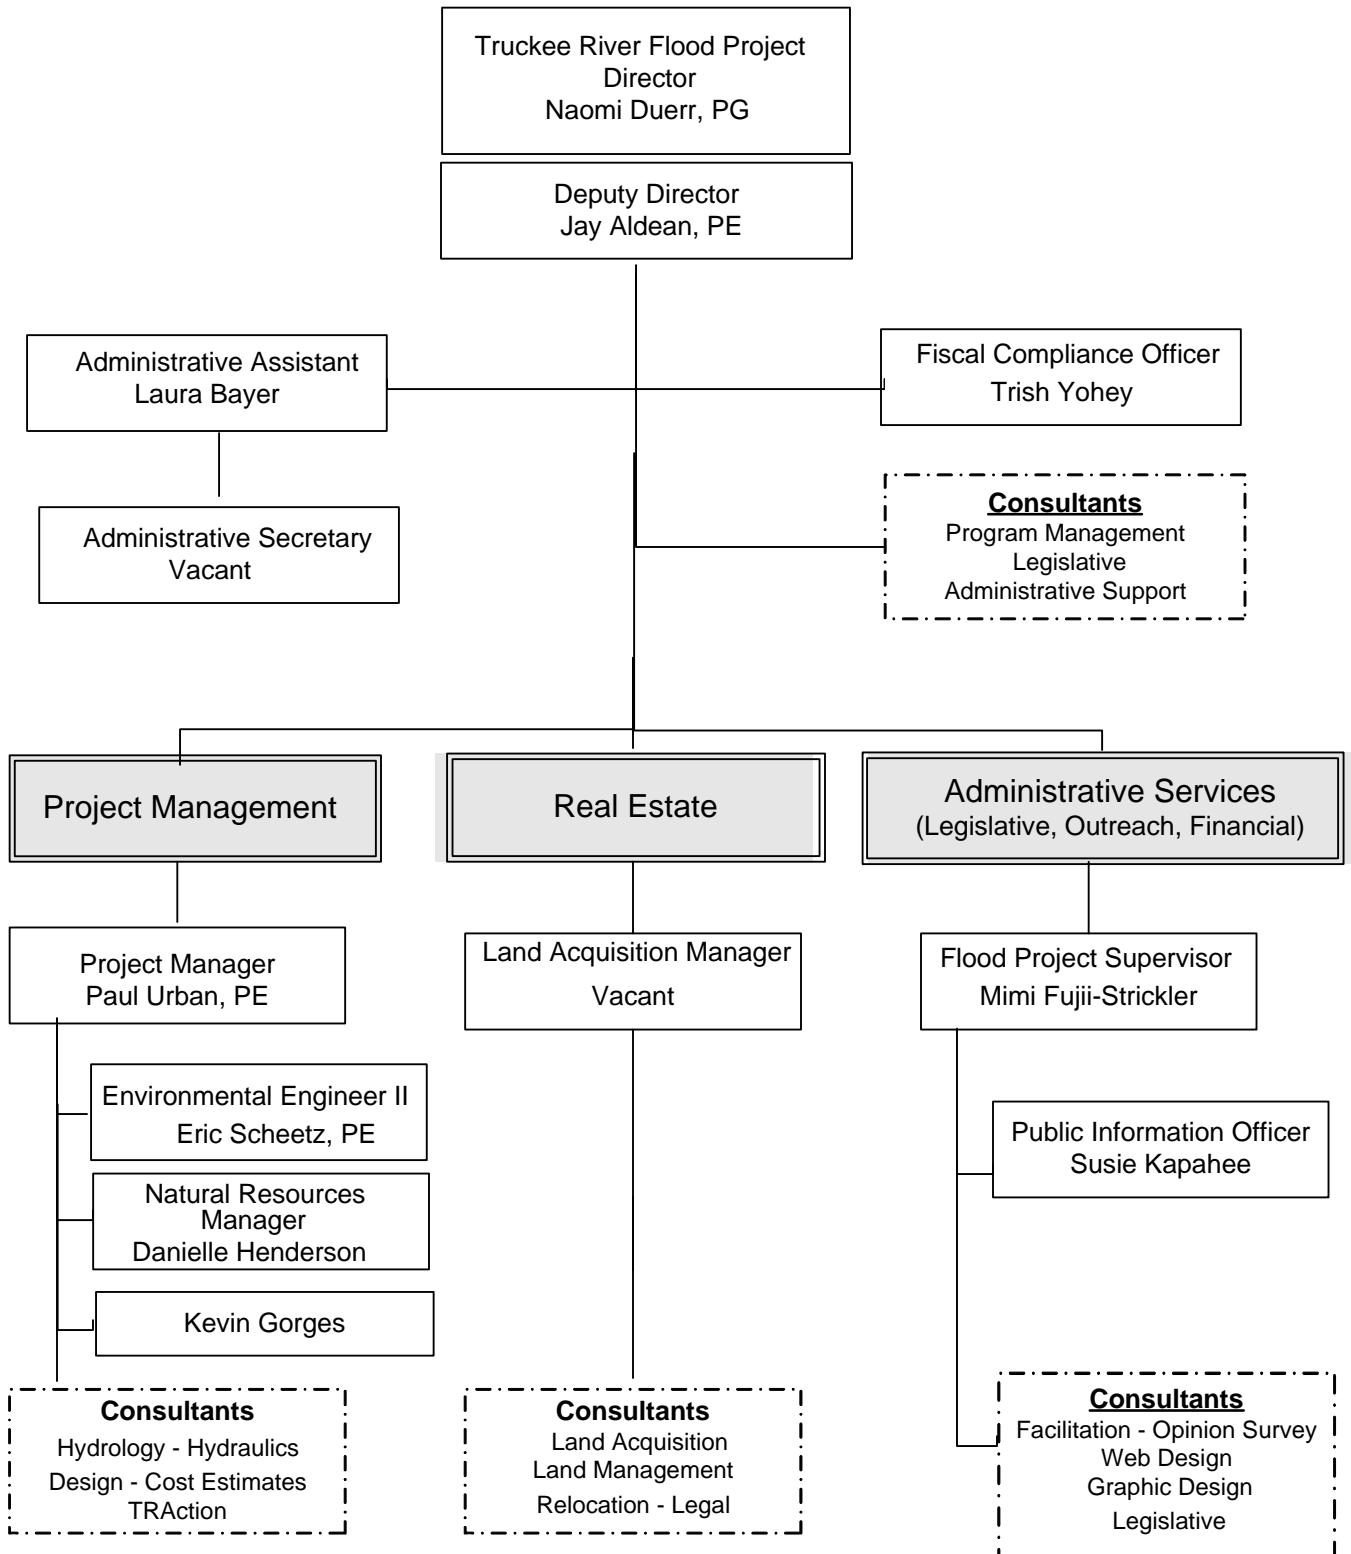 Truckee River Flood Project
Director
Naomi Duerr, PG
Deputy Director
Jay Aldean, PE
Administrative Assistant
Laura Bayer
Fiscal Compliance Officer
Trish Yohey
Administrative Secretary
Vacant
Consultants
Program Management
Legislative
Administrative Support
Project Management
Real Estate
Administrative Services
(Legislative, Outreach, Financial)
Project Manager
Paul Urban, PE
Land Acquisition Manager
Vacant
Flood Project Supervisor
Mimi Fujii-Strickler
Environmental Engineer II
Eric Scheetz, PE
Natural Resources
Manager
Danielle Henderson
Kevin Gorges
Public Information Officer
Susie Kapahee
Consultants
Hydrology - Hydraulics
Design - Cost Estimates
TRAction
Consultants
Land Acquisition
Land Management
Relocation - Legal
Consultants
Facilitation - Opinion Survey
Web Design
Graphic Design
Legislative